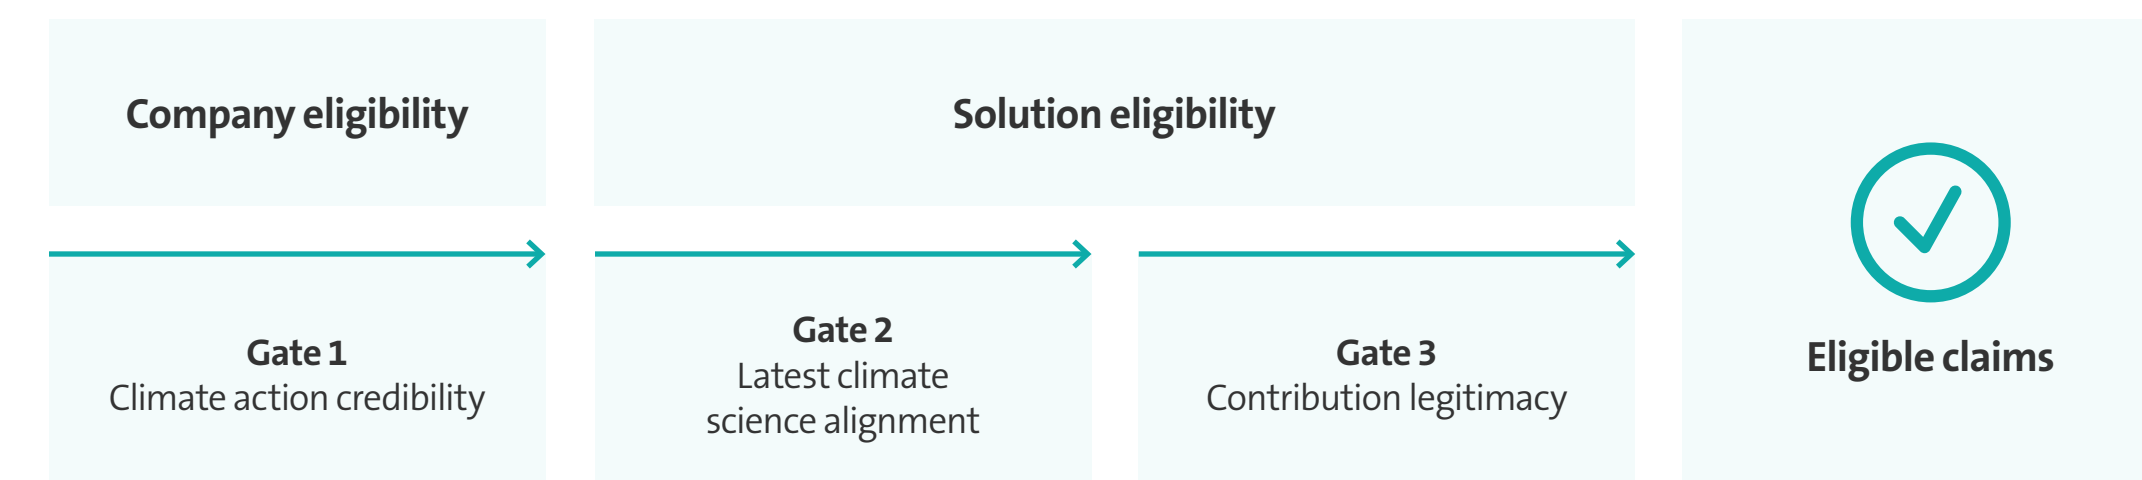 Company eligibility
Solution eligibility
Gate 1
Climate action credibility
Gate 2
Latest climate
science alignment
Gate 3
Contribution legitimacy
Eligible claims